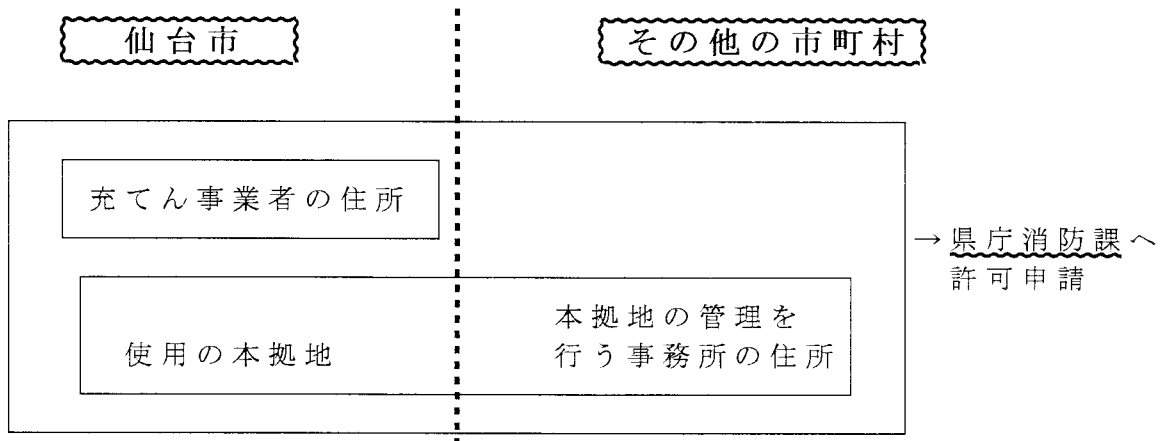 仙台市
その他の市町村
充てん事業者の住所
→県庁消防課へ
許可申請
本拠地の管理を
使用の本拠地
行う事務所の住所